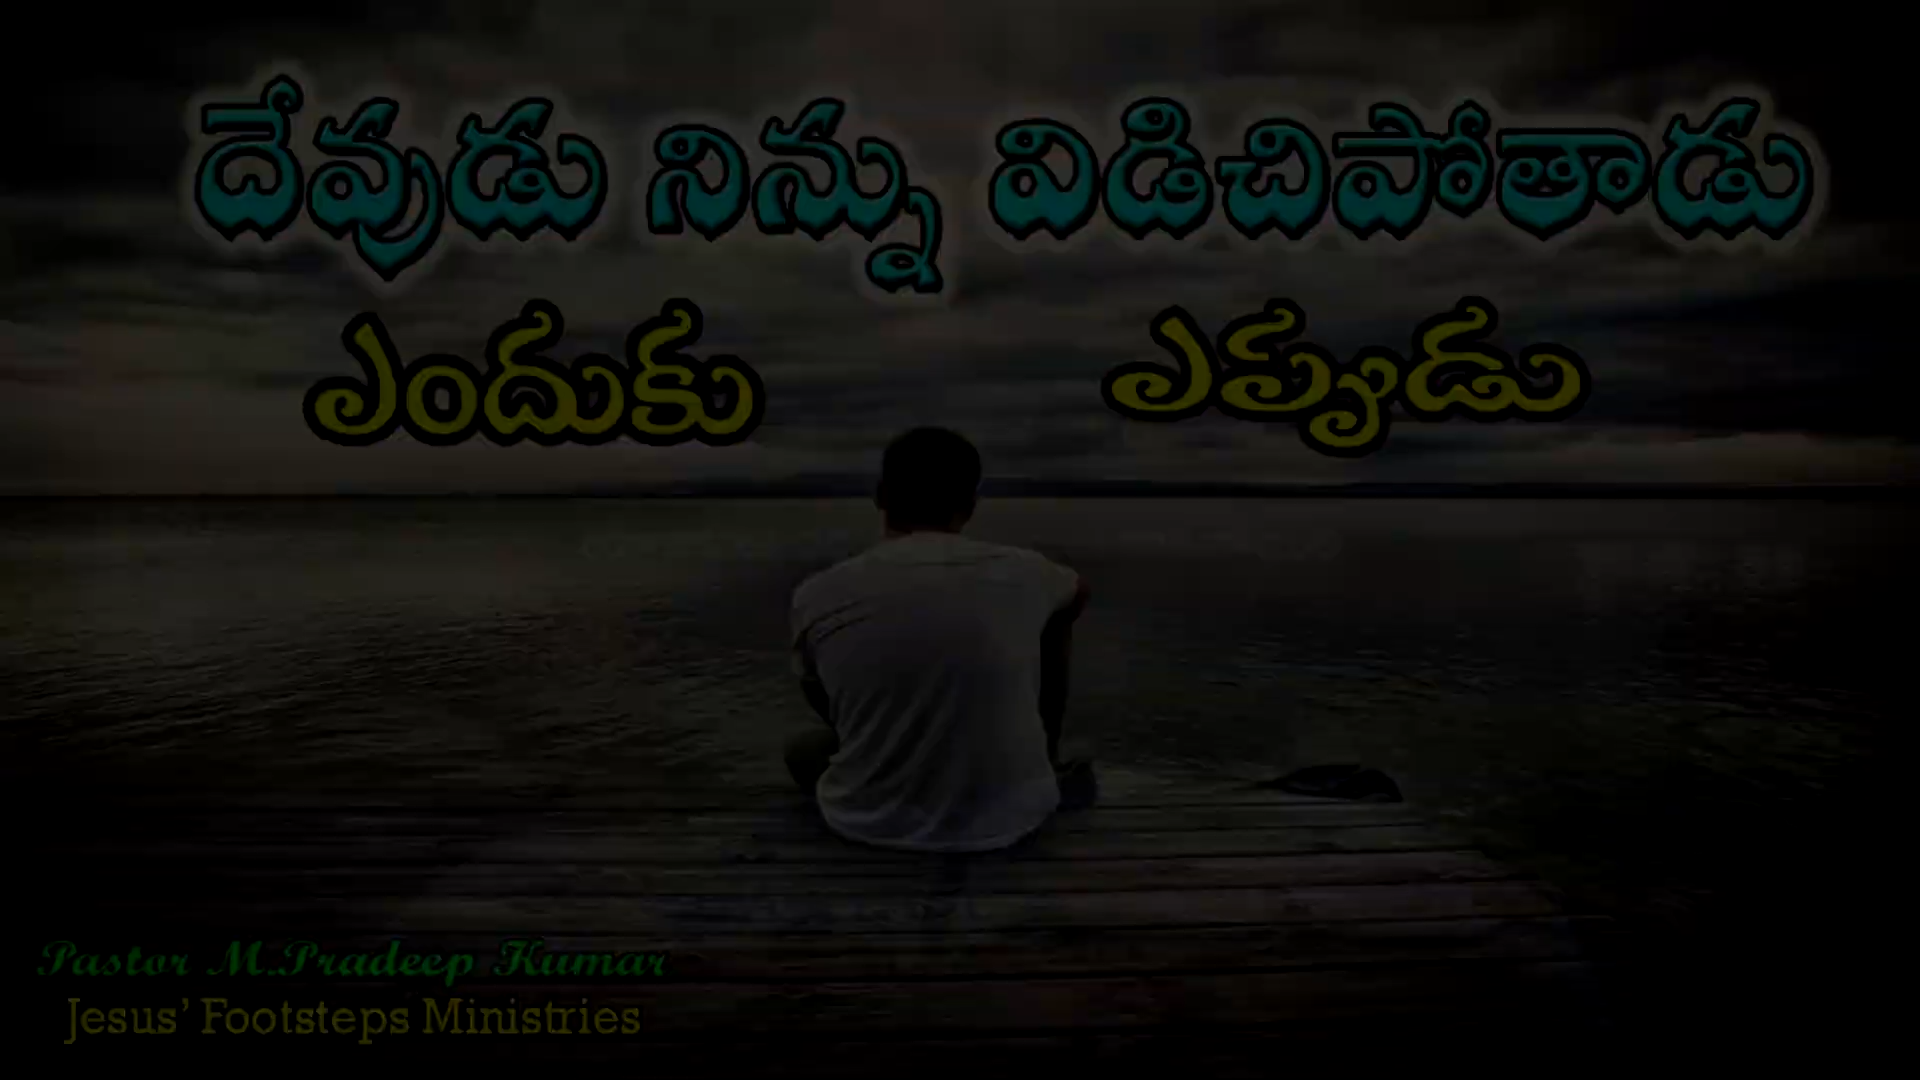 దేవుడు నిన్ను విడిచిపోతాడు
ఎందుకు ఎప్పుడు
Pastor M.Pradeep Kumar
Jesus' Footsteps Ministries